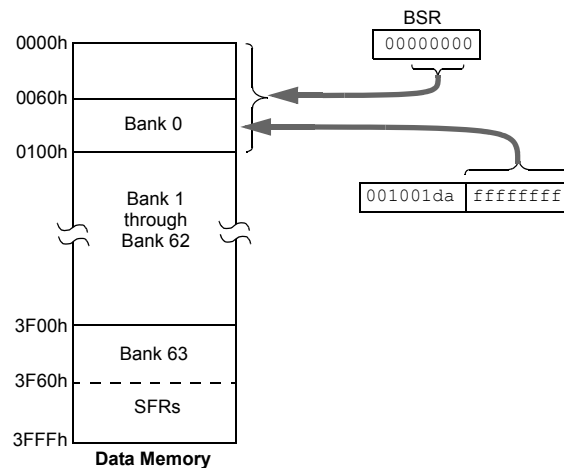 BSR
0000h
00000000
0060h
Bank 0
0100h
001001da ffffffff
Bank 1
through
Bank 62
3F00h
Bank 63
3F60h
SFRs
3FFFh
Data Memory